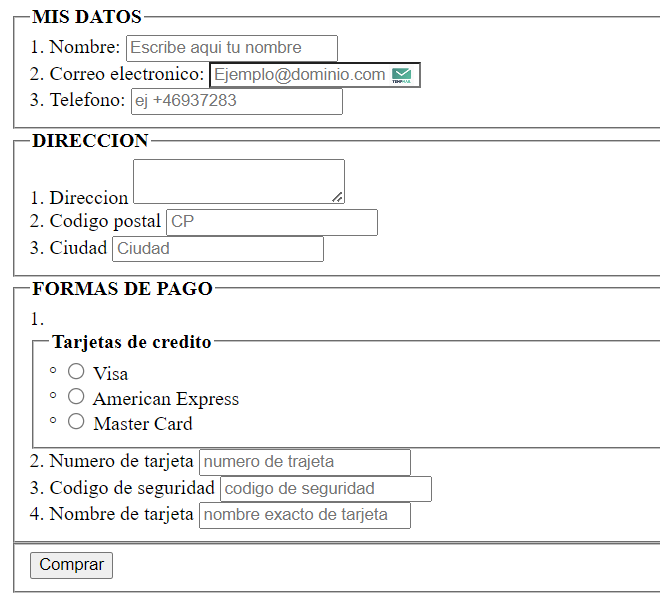 MIS DATOS
1. Nombre: Escribe aqui tu nombre
2. Correo electronico: Ejemplo@dominio.com
3. Telefono: ej +46937283
DIRECCION
1. Direccion
2. Codigo postal CP
3. Ciudad Ciudad
FORMAS DE PAGO
1.
Tarjetas de credito
Visa
American Express
Master Card
2. Numero de tarjeta numero de trajeta
3. Codigo de seguridad codigo de seguridad
4. Nombre de tarjeta nombre exacto de tarjeta
Comprar